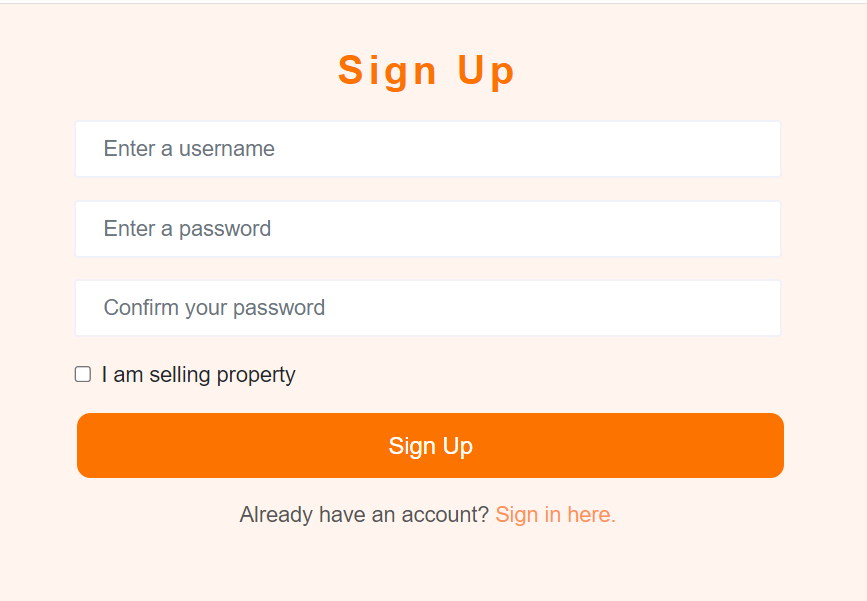 Sign Up
Enter a username
Enter a password
Confirm your password
I am selling property
Sign Up
Already have an account? Sign in here.